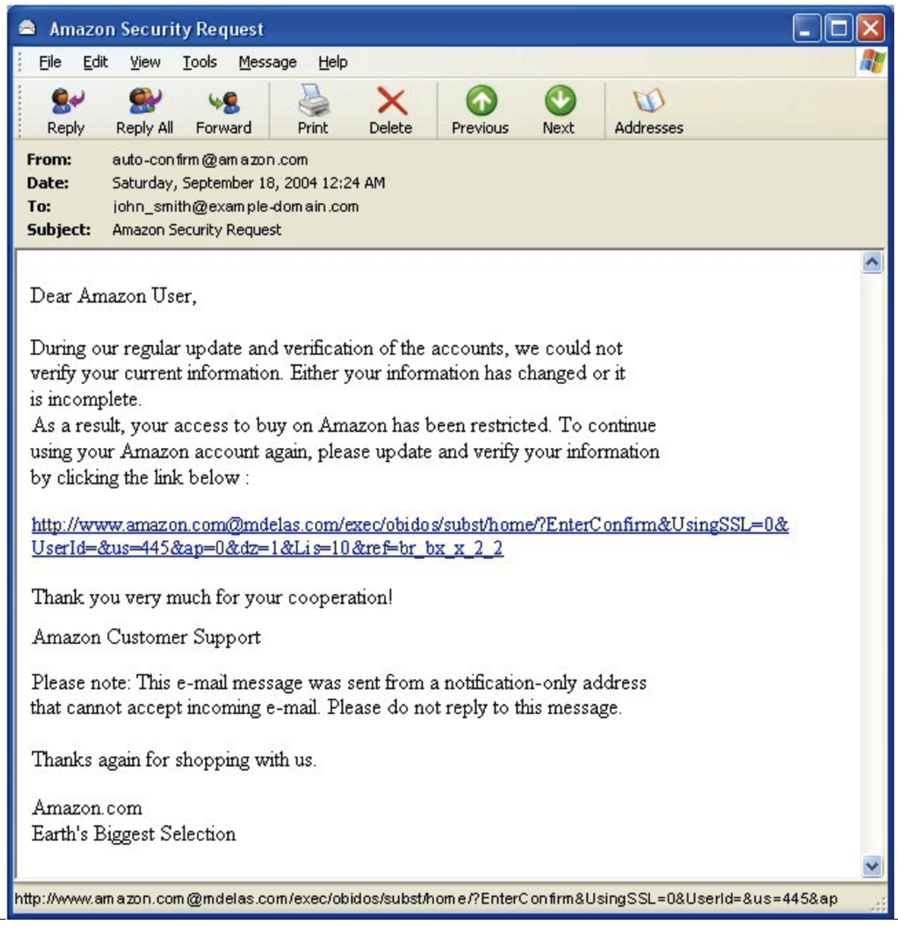 Amazon Security Request
File Edit View Tools Message Help
Reply Reply All Forward Print Delete Previous Next Addresses
From: auto-confirm@amazon.com
Date: Saturday, September 18, 2004 12:24 AM
To: john_smith@example-domain.com
Subject: Amazon Security Request
Dear Amazon User,
During our regular update and verification of the accounts, we could not
verify your current information. Either your information has changed or it
is incomplete.
As a result, your access to buy on Amazon has been restricted. To continue
using your Amazon account again, please update and verify your information
by clicking the link below :
http://www.amazon.com@mdelas.com/exec/obidos/subst/home/?EnterConfirm&UsingSSL=0&
UserId=&us=445&ap=0&dz=1&Lis=10&ref=br_bx_x_2_2
Thank you very much for your cooperation!
Amazon Customer Support
Please note: This e-mail message was sent from a notification-only address
that cannot accept incoming e-mail. Please do not reply to this message.
Thanks again for shopping with us.
Amazon.com
Earth's Biggest Selection
http://www.amazon.com@mdelas.com/exec/obidos/subst/home/?EnterConfirm&UsingSSL=0&UserId=&us=445&ap